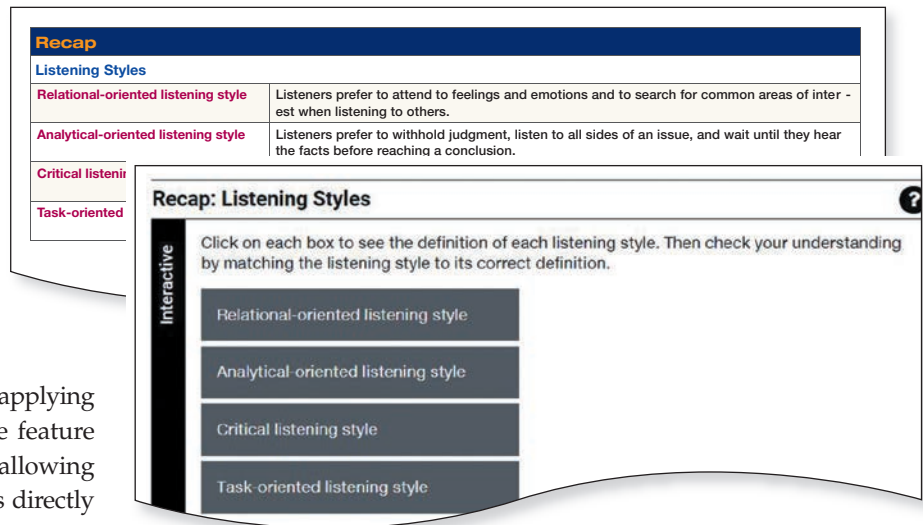 Recap
Listening Styles
Relational-oriented listening style
Listeners prefer to attend to feelings and emotions and to search for common areas of inter -
est when listening to others.
Analytical-oriented listening style
Listeners prefer to withhold judgment, listen to all sides of an issue, and wait until they hear
the facts before reaching a conclusion.
Critical
Task-oriented
Recap: Listening Styles
?
Interactive
Click on each box to see the definition of each listening style. Then check your understanding
by matching the listening style to its correct definition.
Relational-oriented listening style
Analytical-oriented listening style
Critical listening style
Task-oriented listening style
applying
feature
allowing
directly